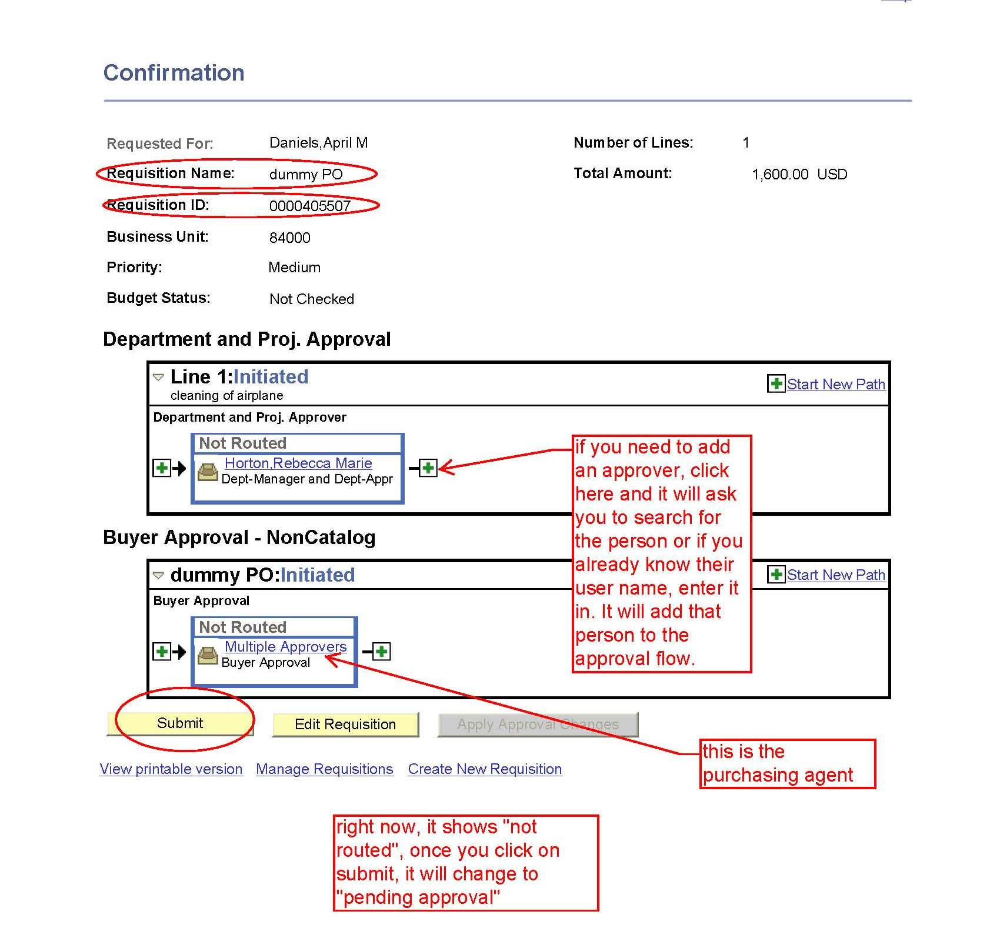 Confirmation
Requested For: Daniels,April M Number of Lines: 1
Requisition Name: dummy PO Total Amount: 1,600.00 USD
Requisition ID: 0000405507
Business Unit: 84000
Priority: Medium
Budget Status: Not Checked
Department and Proj. Approval
Line 1:Initiated Start New Path
cleaning of airplane
Department and Proj. Approver
Not Routed
Horton,Rebecca Marie
Dept-Manager and Dept-Appr
if you need to add
an approver, click
here and it will ask
you to search for
the person or if you
already know their
user name, enter it
in. It will add that
person to the
approval flow.
Buyer Approval - NonCatalog
dummy PO:Initiated Start New Path
Buyer Approval
Not Routed
Multiple Approvers
Buyer Approval
Submit Edit Requisition Apply Approval Changes
this is the
purchasing agent
View printable version Manage Requisitions Create New Requisition
right now, it shows "not
routed", once you click on
submit, it will change to
"pending approval"